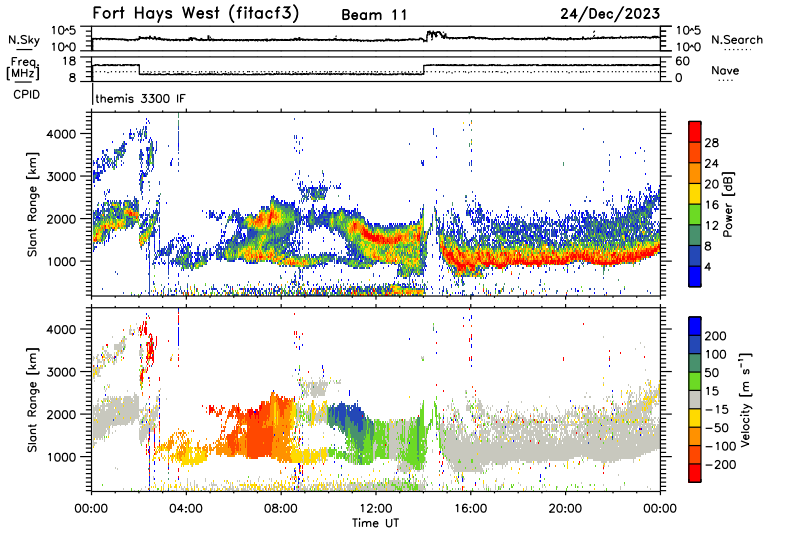 Fort Hays West (fitacf3) Beam 11 24/Dec/2023
N.Sky 10^5 10^0 10^5 10^0 N.Search
Freq. [MHz] 18 8 60 0 Nave
CPID themis 3300 IF
Slant Range [km] 4000 3000 2000 1000
Power [dB] 28 24 20 16 12 8 4
Slant Range [km] 4000 3000 2000 1000
Velocity [m s⁻¹] 200 100 50 15 −15 −50 −100 −200
00:00 04:00 08:00 12:00 16:00 20:00 00:00
Time UT